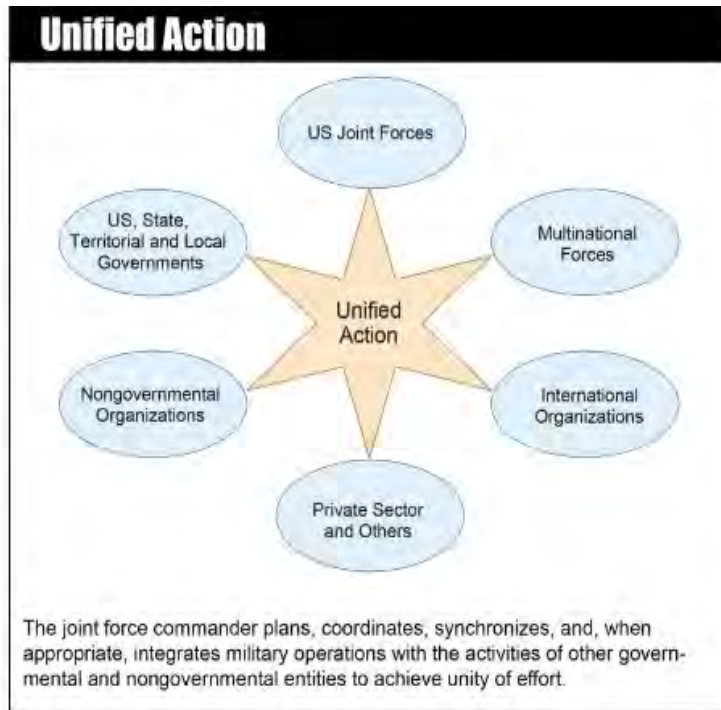 Unified Action
US Joint Forces
US, State,
Territorial and Local
Governments
Multinational
Forces
Unified
Action
Nongovernmental
Organizations
International
Organizations
Private Sector
and Others
The joint force commander plans, coordinates, synchronizes, and, when
appropriate, integrates military operations with the activities of other govern-
mental and nongovernmental entities to achieve unity of effort.